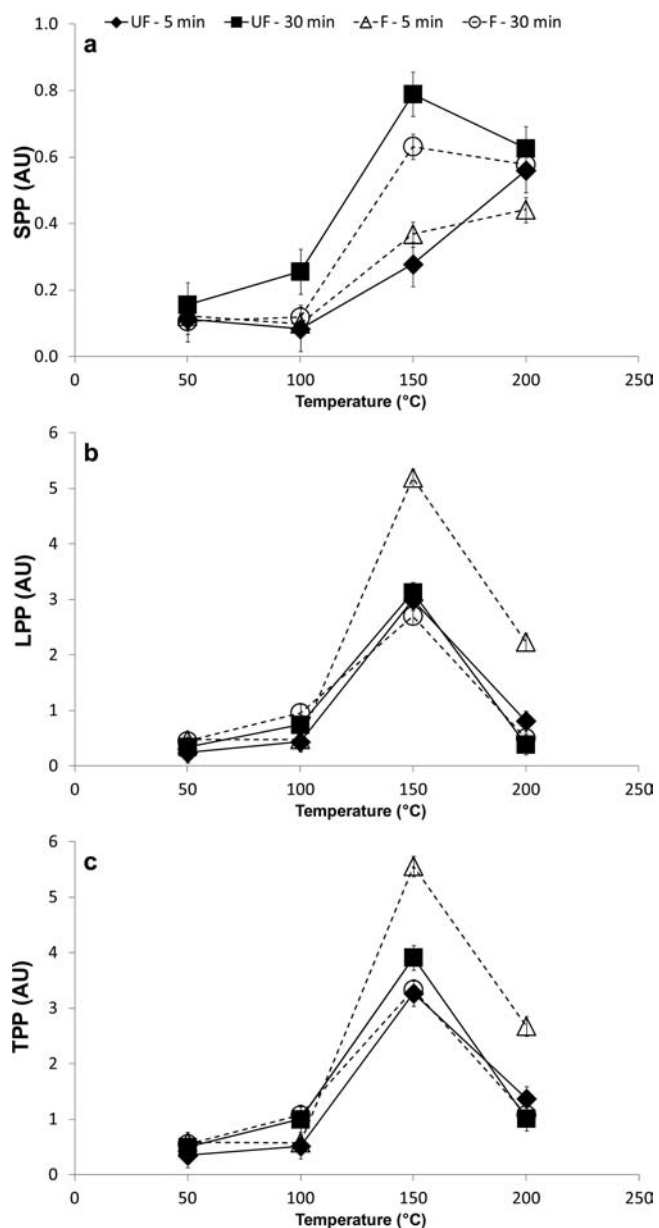 UF - 5 min UF - 30 min F - 5 min F - 30 min
a
SPP (AU)
1.0
0.8
0.6
0.4
0.2
0.0
0 50 100 150 200 250
Temperature (°C)
b
LPP (AU)
6
5
4
3
2
1
0
0 50 100 150 200 250
Temperature (°C)
c
TPP (AU)
6
5
4
3
2
1
0
0 50 100 150 200 250
Temperature (°C)